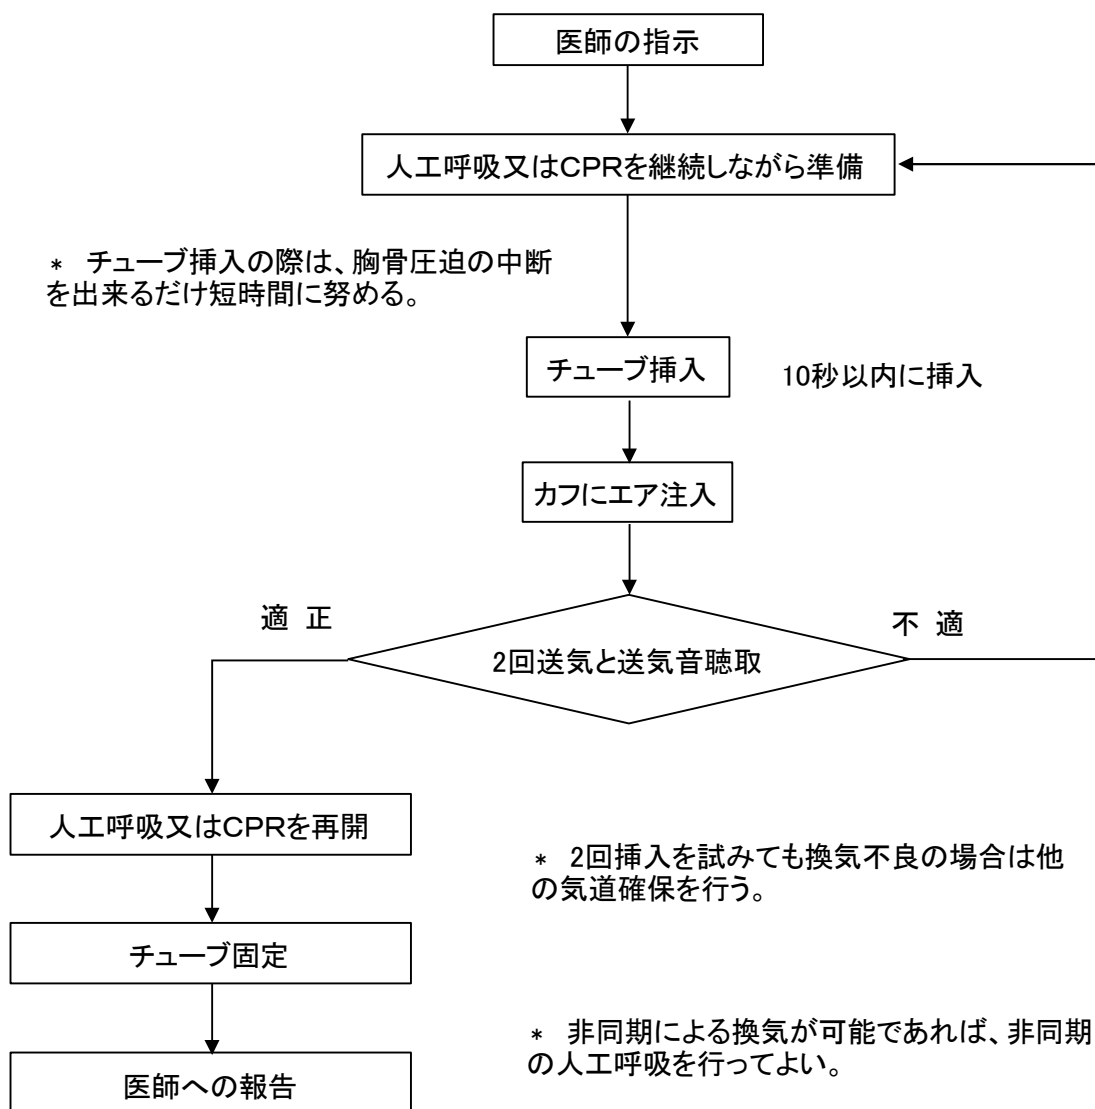 医師の指示
人工呼吸又はCPRを継続しながら準備
* チューブ挿入の際は、胸骨圧迫の中断
を出来るだけ短時間に努める。
チューブ挿入
10秒以内に挿入
カフにエア注入
適 正
不 適
2回送気と送気音聴取
人工呼吸又はCPRを再開
* 2回挿入を試みても換気不良の場合は他
の気道確保を行う。
チューブ固定
* 非同期による換気が可能であれば、非同期
の人工呼吸を行ってよい。
医師への報告